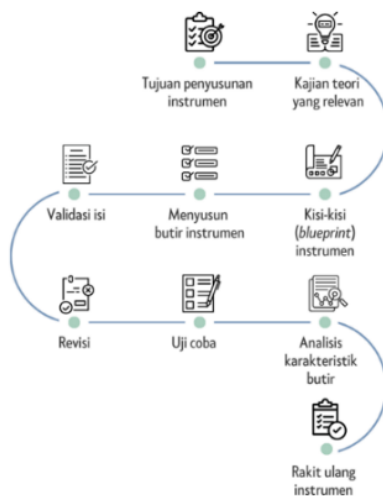 Tujuan penyusunan
instrumen
Kajian teori
yang relevan
Kisi-kisi
(blueprint)
instrumen
Menyusun
butir instrumen
Validasi isi
Revisi
Uji coba
Analisis
karakteristik
butir
Rakit ulang
instrumen